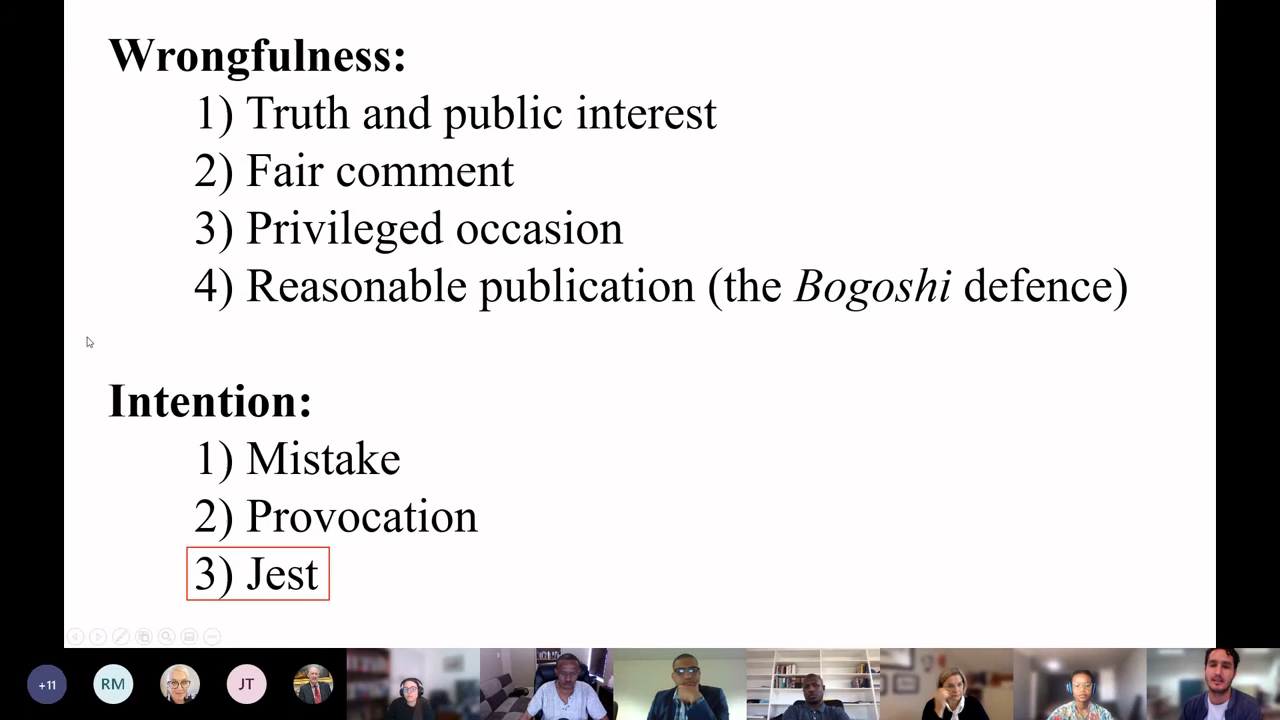 Wrongfulness:
1) Truth and public interest
2) Fair comment
3) Privileged occasion
4) Reasonable publication (the Bogoshi defence)
Intention:
1) Mistake
2) Provocation
3) Jest
+11
RM
JT